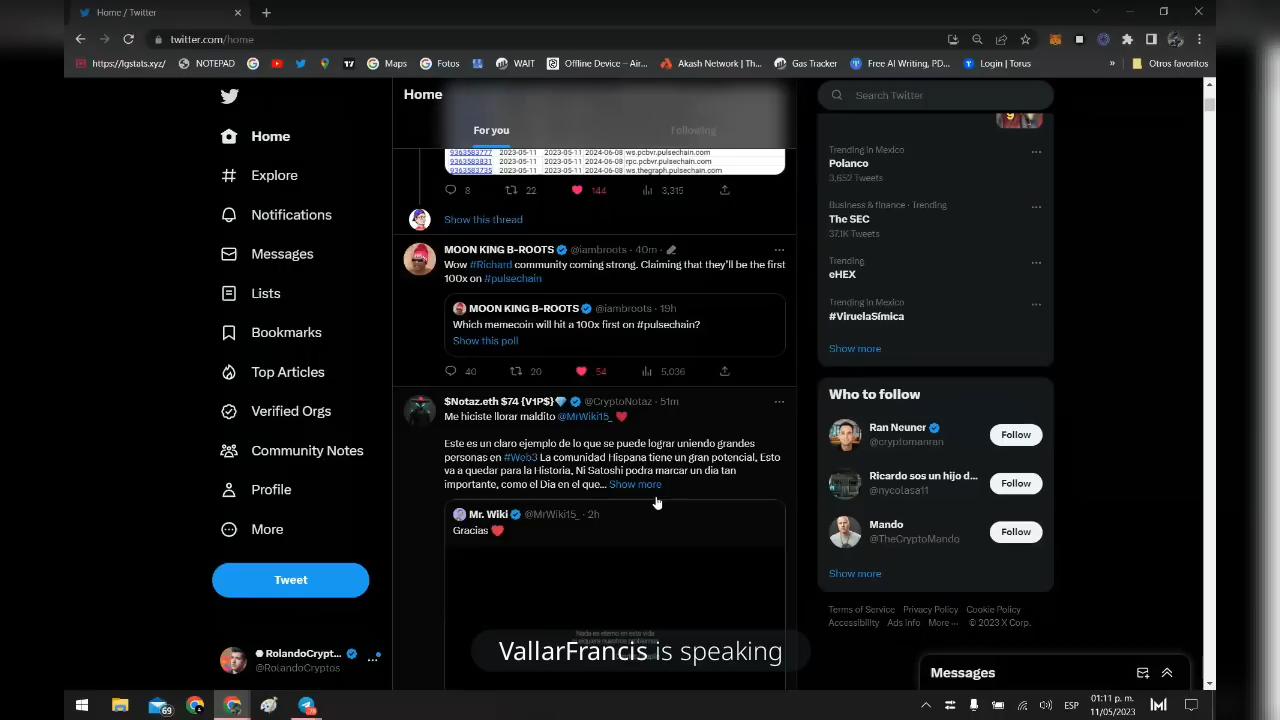 Home / Twitter
twitter.com/home
https://lgstats.xyz/
NOTEPAD
Maps
Fotos
WAIT
Offline Device – Air...
Akash Network | Th...
Gas Tracker
Free AI Writing, PD...
Login | Torus
»
Otros favoritos
Home
Explore
Notifications
Messages
Lists
Bookmarks
Top Articles
Verified Orgs
Community Notes
Profile
More
Tweet
RolandoCrypt...
@RolandoCryptos
Home
For you
Following
9363583777 2023-05-11 2024-06-08 ws.pcbvr.pulsechain.com
9363583831 2023-05-11 2024-06-08 rpc.pcbvr.pulsechain.com
9363583735 2023-05-11 2024-06-08 ws.thegraph.pulsechain.com
8 22 144 3,315
Show this thread
MOON KING B-ROOTS @iambroots · 40m ·
Wow #Richard community coming strong. Claiming that they'll be the first
100x on #pulsechain
MOON KING B-ROOTS @iambroots · 19h
Which memecoin will hit a 100x first on #pulsechain?
Show this poll
40 20 54 5,036
$Notaz.eth $74 {V1P$}💎 @CryptoNotaz · 51m
Me hiciste llorar maldito @MrWiki15_ ❤️
Este es un claro ejemplo de lo que se puede lograr uniendo grandes
personas en #Web3 La comunidad Hispana tiene un gran potencial, Esto
va a quedar para la Historia, Ni Satoshi podra marcar un dia tan
importante, como el Dia en el que... Show more
Mr. Wiki @MrWiki15_ · 2h
Gracias ❤️
Nada es eterno en esta vida
VallarFrancis is speaking
Search Twitter
Trending in Mexico
Polanco
3,652 Tweets
Business & finance · Trending
The SEC
37.1K Tweets
Trending
eHEX
Trending in Mexico
#ViruelaSímica
Show more
Who to follow
Ran Neuner
@cryptomanran
Follow
Ricardo sos un hijo d...
@nycolasa11
Follow
Mando
@TheCryptoMando
Follow
Show more
Terms of Service Privacy Policy Cookie Policy
Accessibility Ads info More ··· © 2023 X Corp.
Messages
69
ESP
01:11 p. m.
11/05/2023